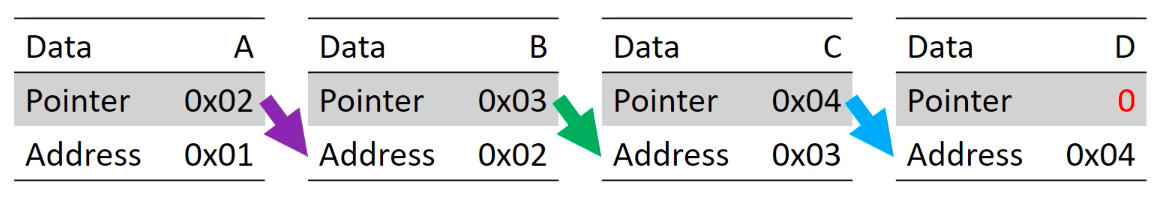 Data A
Pointer 0x02
Address 0x01
Data B
Pointer 0x03
Address 0x02
Data C
Pointer 0x04
Address 0x03
Data D
Pointer 0
Address 0x04